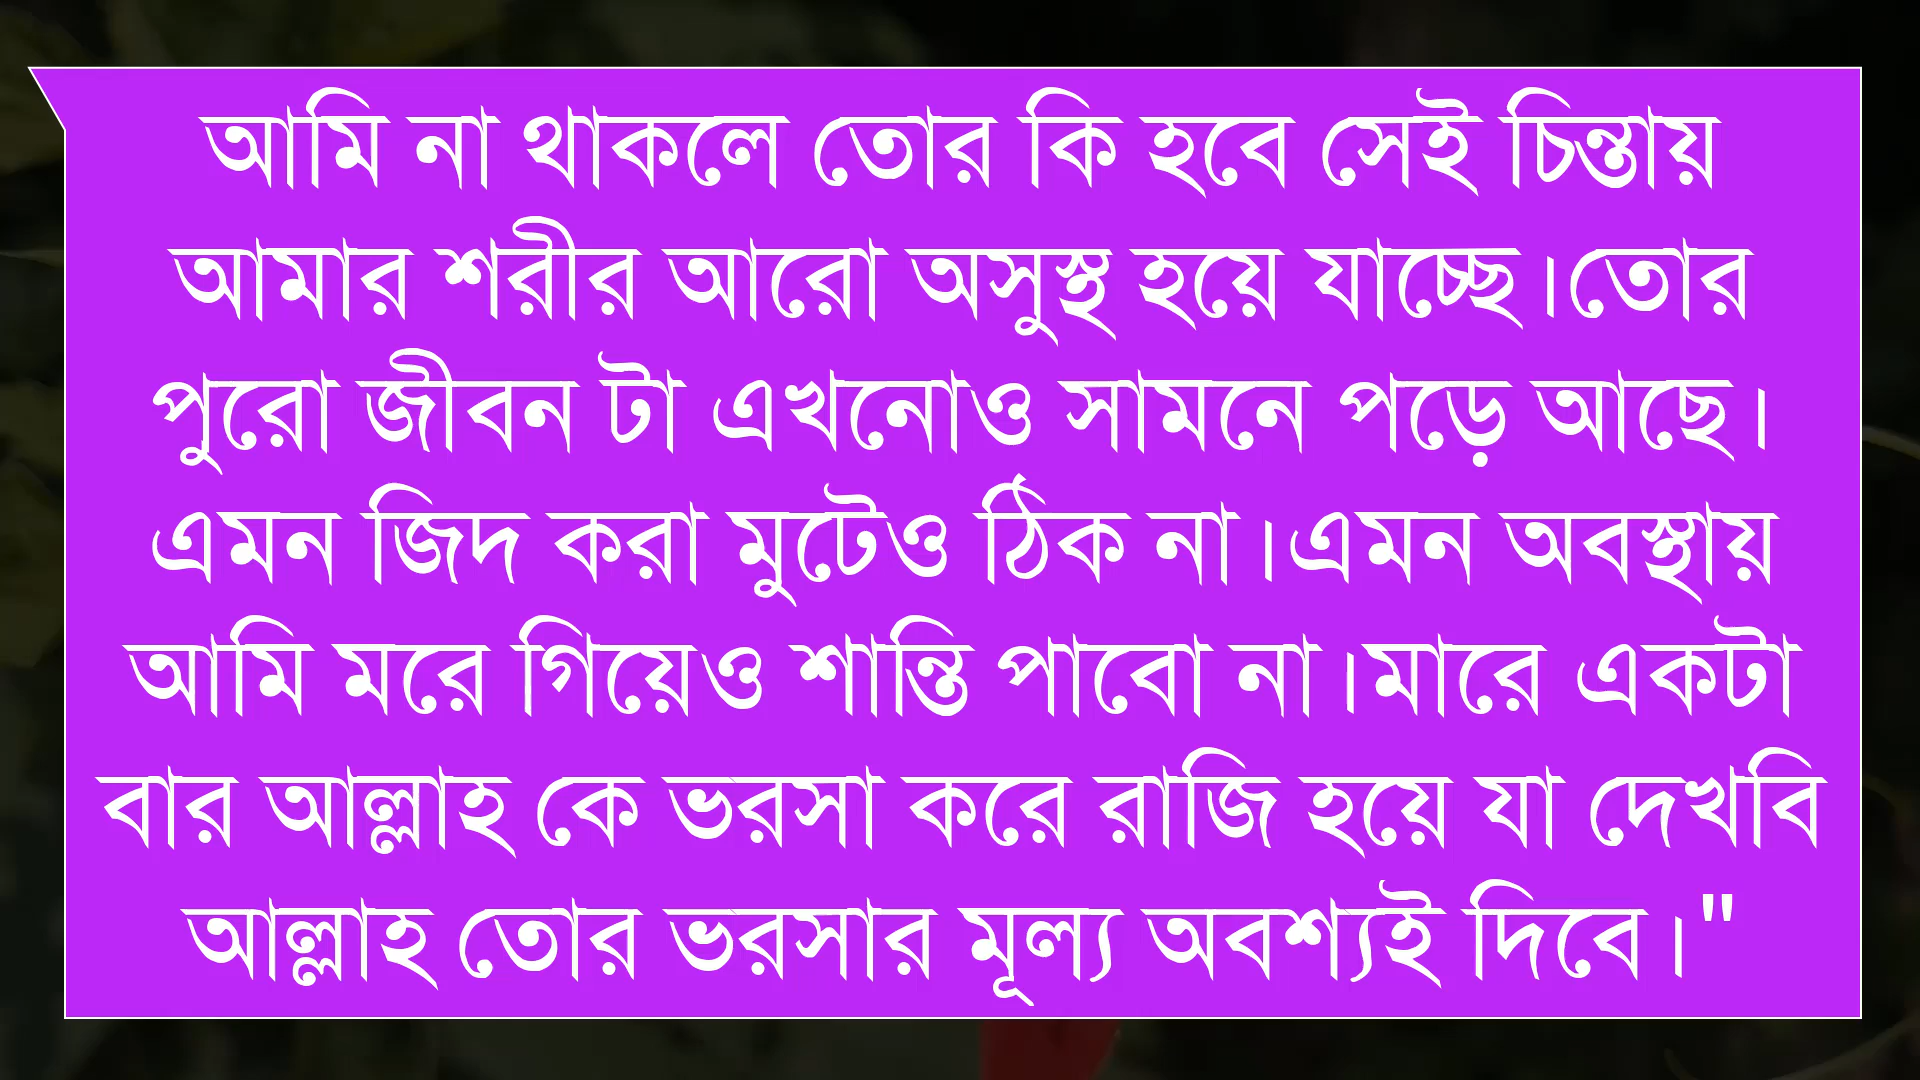 আমি না থাকলে তোর কি হবে সেই চিন্তায়
আমার শরীর আরো অসুস্থ হয়ে যাচ্ছে।তোর
পুরো জীবন টা এখনোও সামনে পড়ে আছে।
এমন জিদ করা মুটেও ঠিক না।এমন অবস্থায়
আমি মরে গিয়েও শান্তি পাবো না।মারে একটা
বার আল্লাহ কে ভরসা করে রাজি হয়ে যা দেখবি
আল্লাহ তোর ভরসার মূল্য অবশ্যই দিবে।"